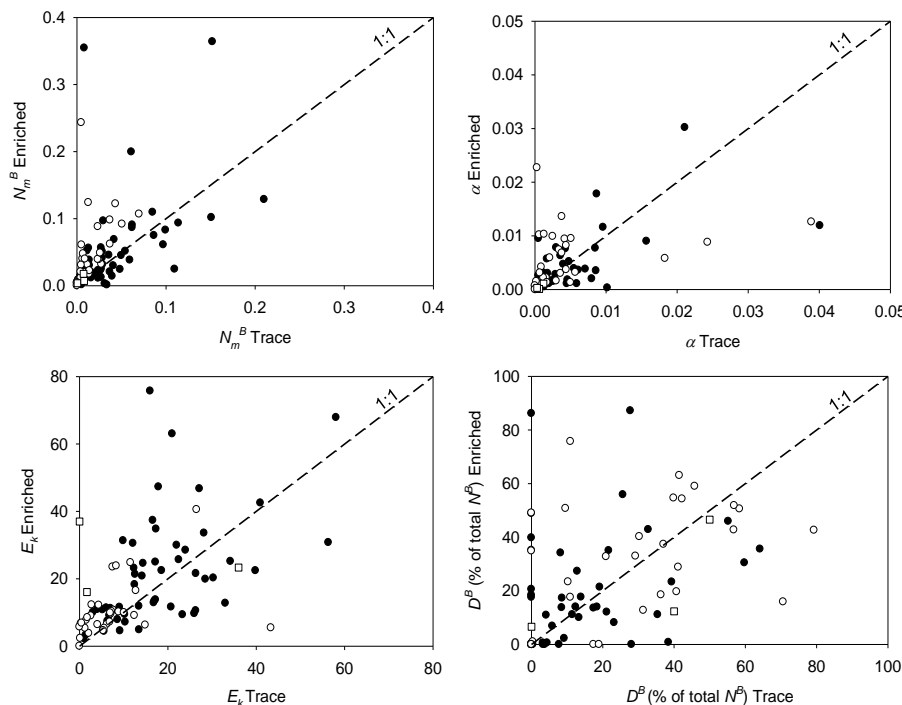 0.4
0.3
0.2
0.1
0.0
N_m^B Enriched
1:1
0.0 0.1 0.2 0.3 0.4
N_m^B Trace
0.05
0.04
0.03
0.02
0.01
0.00
α Enriched
1:1
0.00 0.01 0.02 0.03 0.04 0.05
α Trace
80
60
40
20
0
E_k Enriched
1:1
0 20 40 60 80
E_k Trace
100
80
60
40
20
0
D^B (% of total N^B) Enriched
1:1
0 20 40 60 80 100
D^B (% of total N^B) Trace